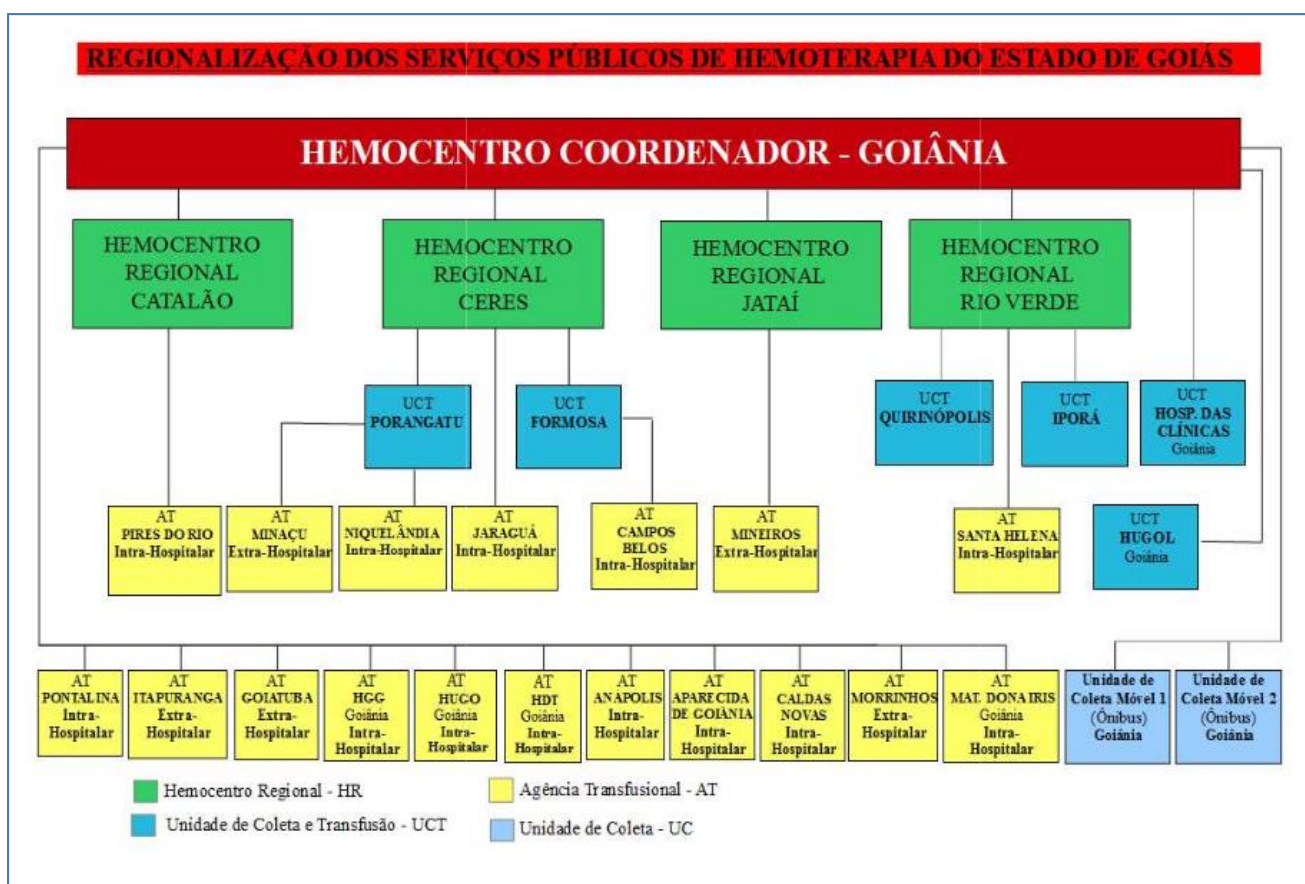 REGIONALIZAÇÃO DOS SERVIÇOS PÚBLICOS DE HEMOTERAPIA DO ESTADO DE GOIÁS
HEMOCENTRO COORDENADOR - GOIÂNIA
HEMOCENTRO
REGIONAL
CATALÃO
HEMOCENTRO
REGIONAL
CERES
HEMOCENTRO
REGIONAL
JATAÍ
HEMOCENTRO
REGIONAL
RIO VERDE
UCT
PORANGATU
UCT
FORMOSA
UCT
QUIRINÓPOLIS
UCT
IPORÁ
UCT
HOSP. DAS
CLÍNICAS
Goiânia
AT
PIRES DO RIO
Intra-Hospitalar
AT
MINAÇU
Extra-Hospitalar
AT
NIQUELÂNDIA
Intra-Hospitalar
AT
JARAGUÁ
Intra-Hospitalar
AT
CAMPOS
BELOS
Intra-Hospitalar
AT
MINEIROS
Extra-Hospitalar
AT
SANTA HELENA
Intra-Hospitalar
UCT
HUGOL
Goiânia
AT
PONTALINA
Intra-
Hospitalar
AT
ITAPURANGA
Extra-
Hospitalar
AT
GOIATUBA
Extra-
Hospitalar
AT
HGG
Goiânia
Intra-
Hospitalar
AT
HUGO
Goiânia
Intra-
Hospitalar
AT
HDT
Goiânia
Intra-
Hospitalar
AT
ANÁPOLIS
Intra-
Hospitalar
AT
APARECIDA
DE GOIÂNIA
Intra-
Hospitalar
AT
CALDAS
NOVAS
Intra-
Hospitalar
AT
MORRINHOS
Extra-
Hospitalar
AT
MAT. DONA IRIS
Goiânia
Intra-
Hospitalar
Unidade de
Coleta Móvel 1
(Ônibus)
Goiânia
Unidade de
Coleta Móvel 2
(Ônibus)
Goiânia
Hemocentro Regional - HR
Agência Transfusional - AT
Unidade de Coleta e Transfusão - UCT
Unidade de Coleta - UC